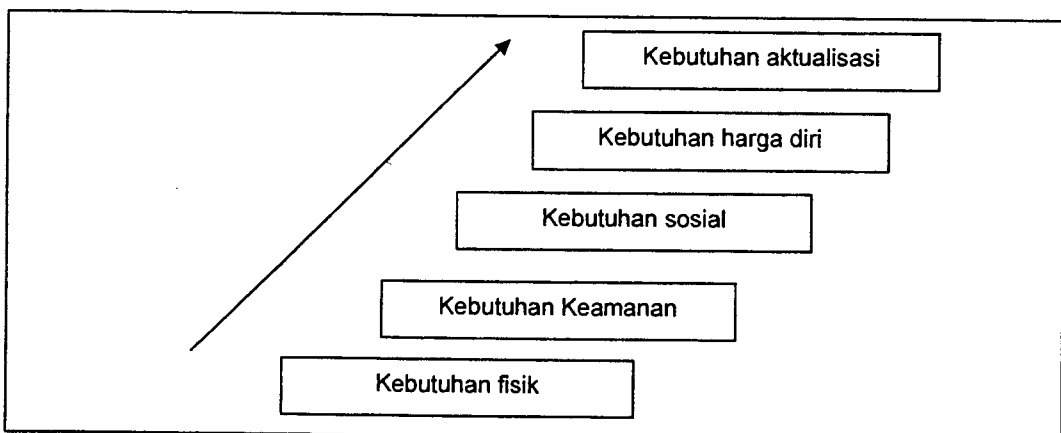 Kebutuhan aktualisasi
Kebutuhan harga diri
Kebutuhan sosial
Kebutuhan Keamanan
Kebutuhan fisik